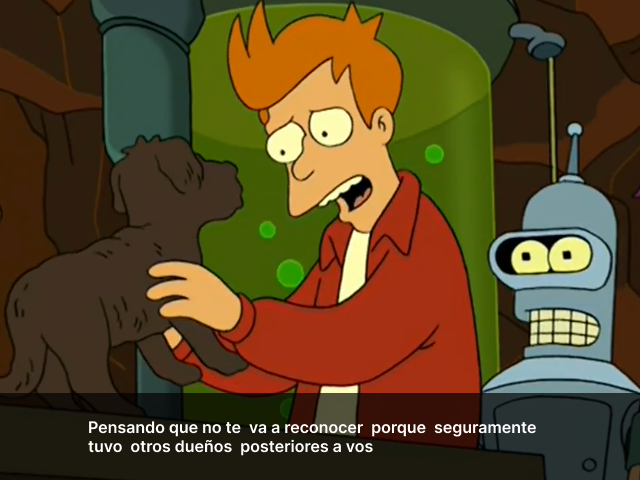 Pensando que no te va a reconocer porque seguramente
tuvo otros dueños posteriores a vos